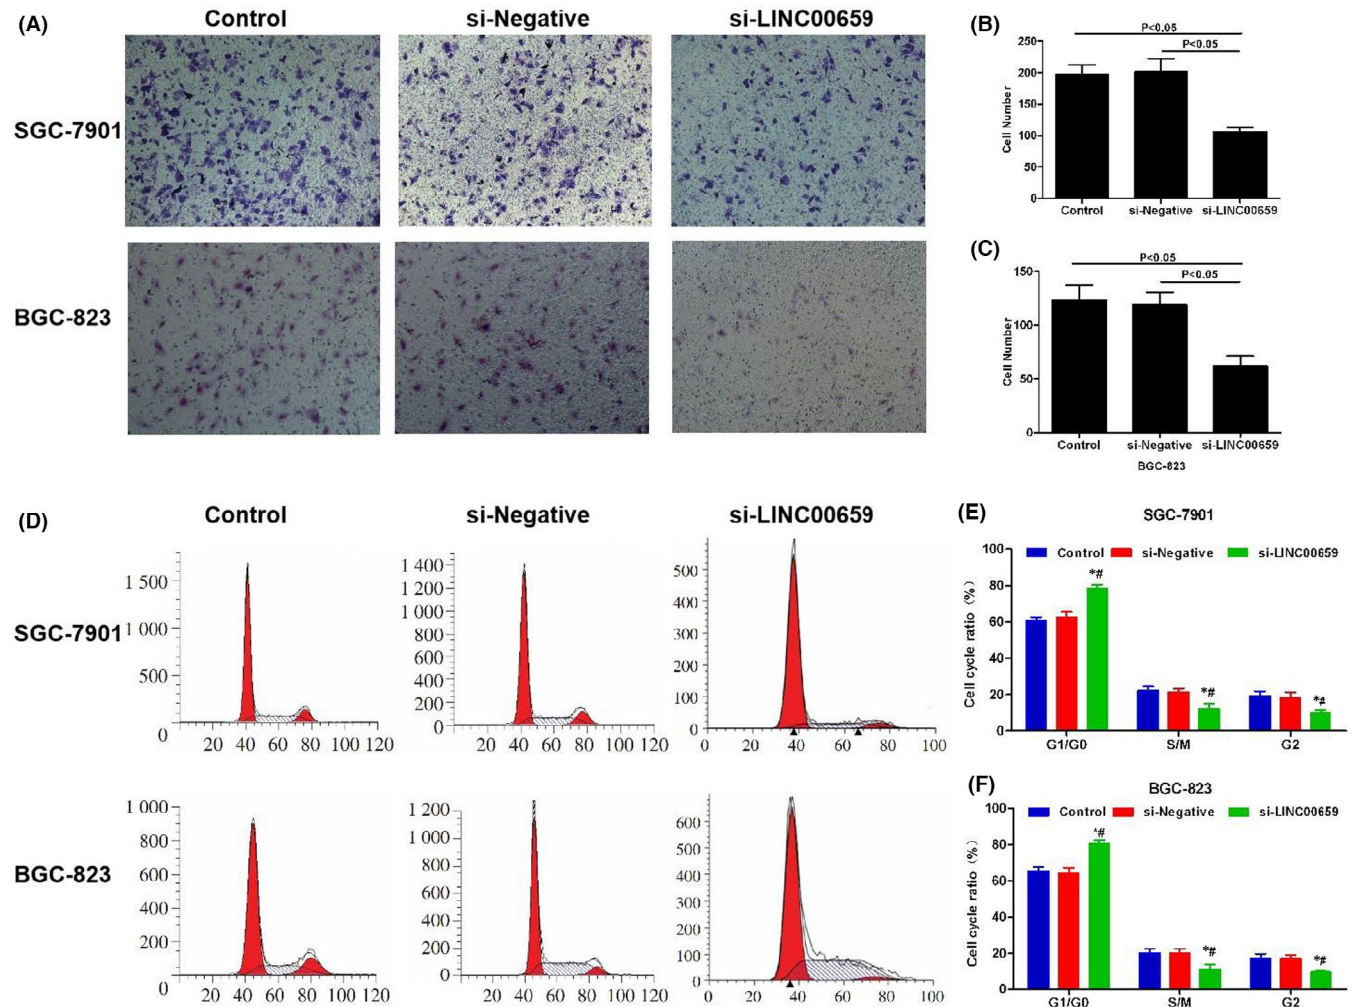 (A)
Control
si-Negative
si-LINC00659
SGC-7901
BGC-823
(B)
P<0.05
P<0.05
250
200
150
100
50
0
Cell Number
Control
si-Negative
si-LINC00659
(C)
P<0.05
P<0.05
150
100
50
0
Cell Number
Control
si-Negative
si-LINC00659
BGC-823
(D)
Control
si-Negative
si-LINC00659
SGC-7901
1 500
1 000
500
0
20 40 60 80 100 120
1 400
1 200
1 000
800
600
400
200
0
20 40 60 80 100 120
500
400
300
200
100
0
0 20 40 60 80 100
BGC-823
1 000
800
600
400
200
0
20 40 60 80 100 120
1 200
1 000
800
600
400
200
0
20 40 60 80 100 120
600
500
400
300
200
100
0
0 20 40 60 80 100
(E)
SGC-7901
Control si-Negative si-LINC00659
100
80
60
40
20
0
Cell cycle ratio (%)
*#
*#
*#
G1/G0 S/M G2
(F)
BGC-823
Control si-Negative si-LINC00659
100
80
60
40
20
0
Cell cycle ratio (%)
*#
*#
*#
G1/G0 S/M G2